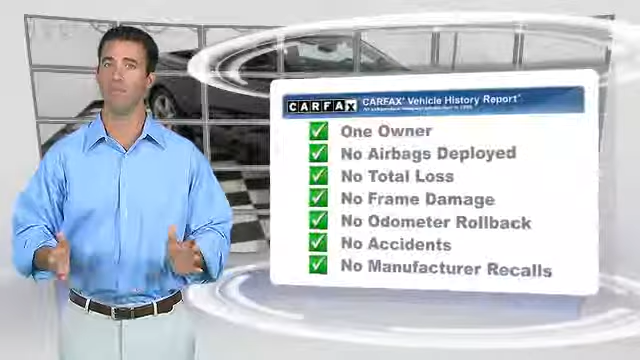 CARFAX CARFAX Vehicle History Report
One Owner
No Airbags Deployed
No Total Loss
No Frame Damage
No Odometer Rollback
No Accidents
No Manufacturer Recalls